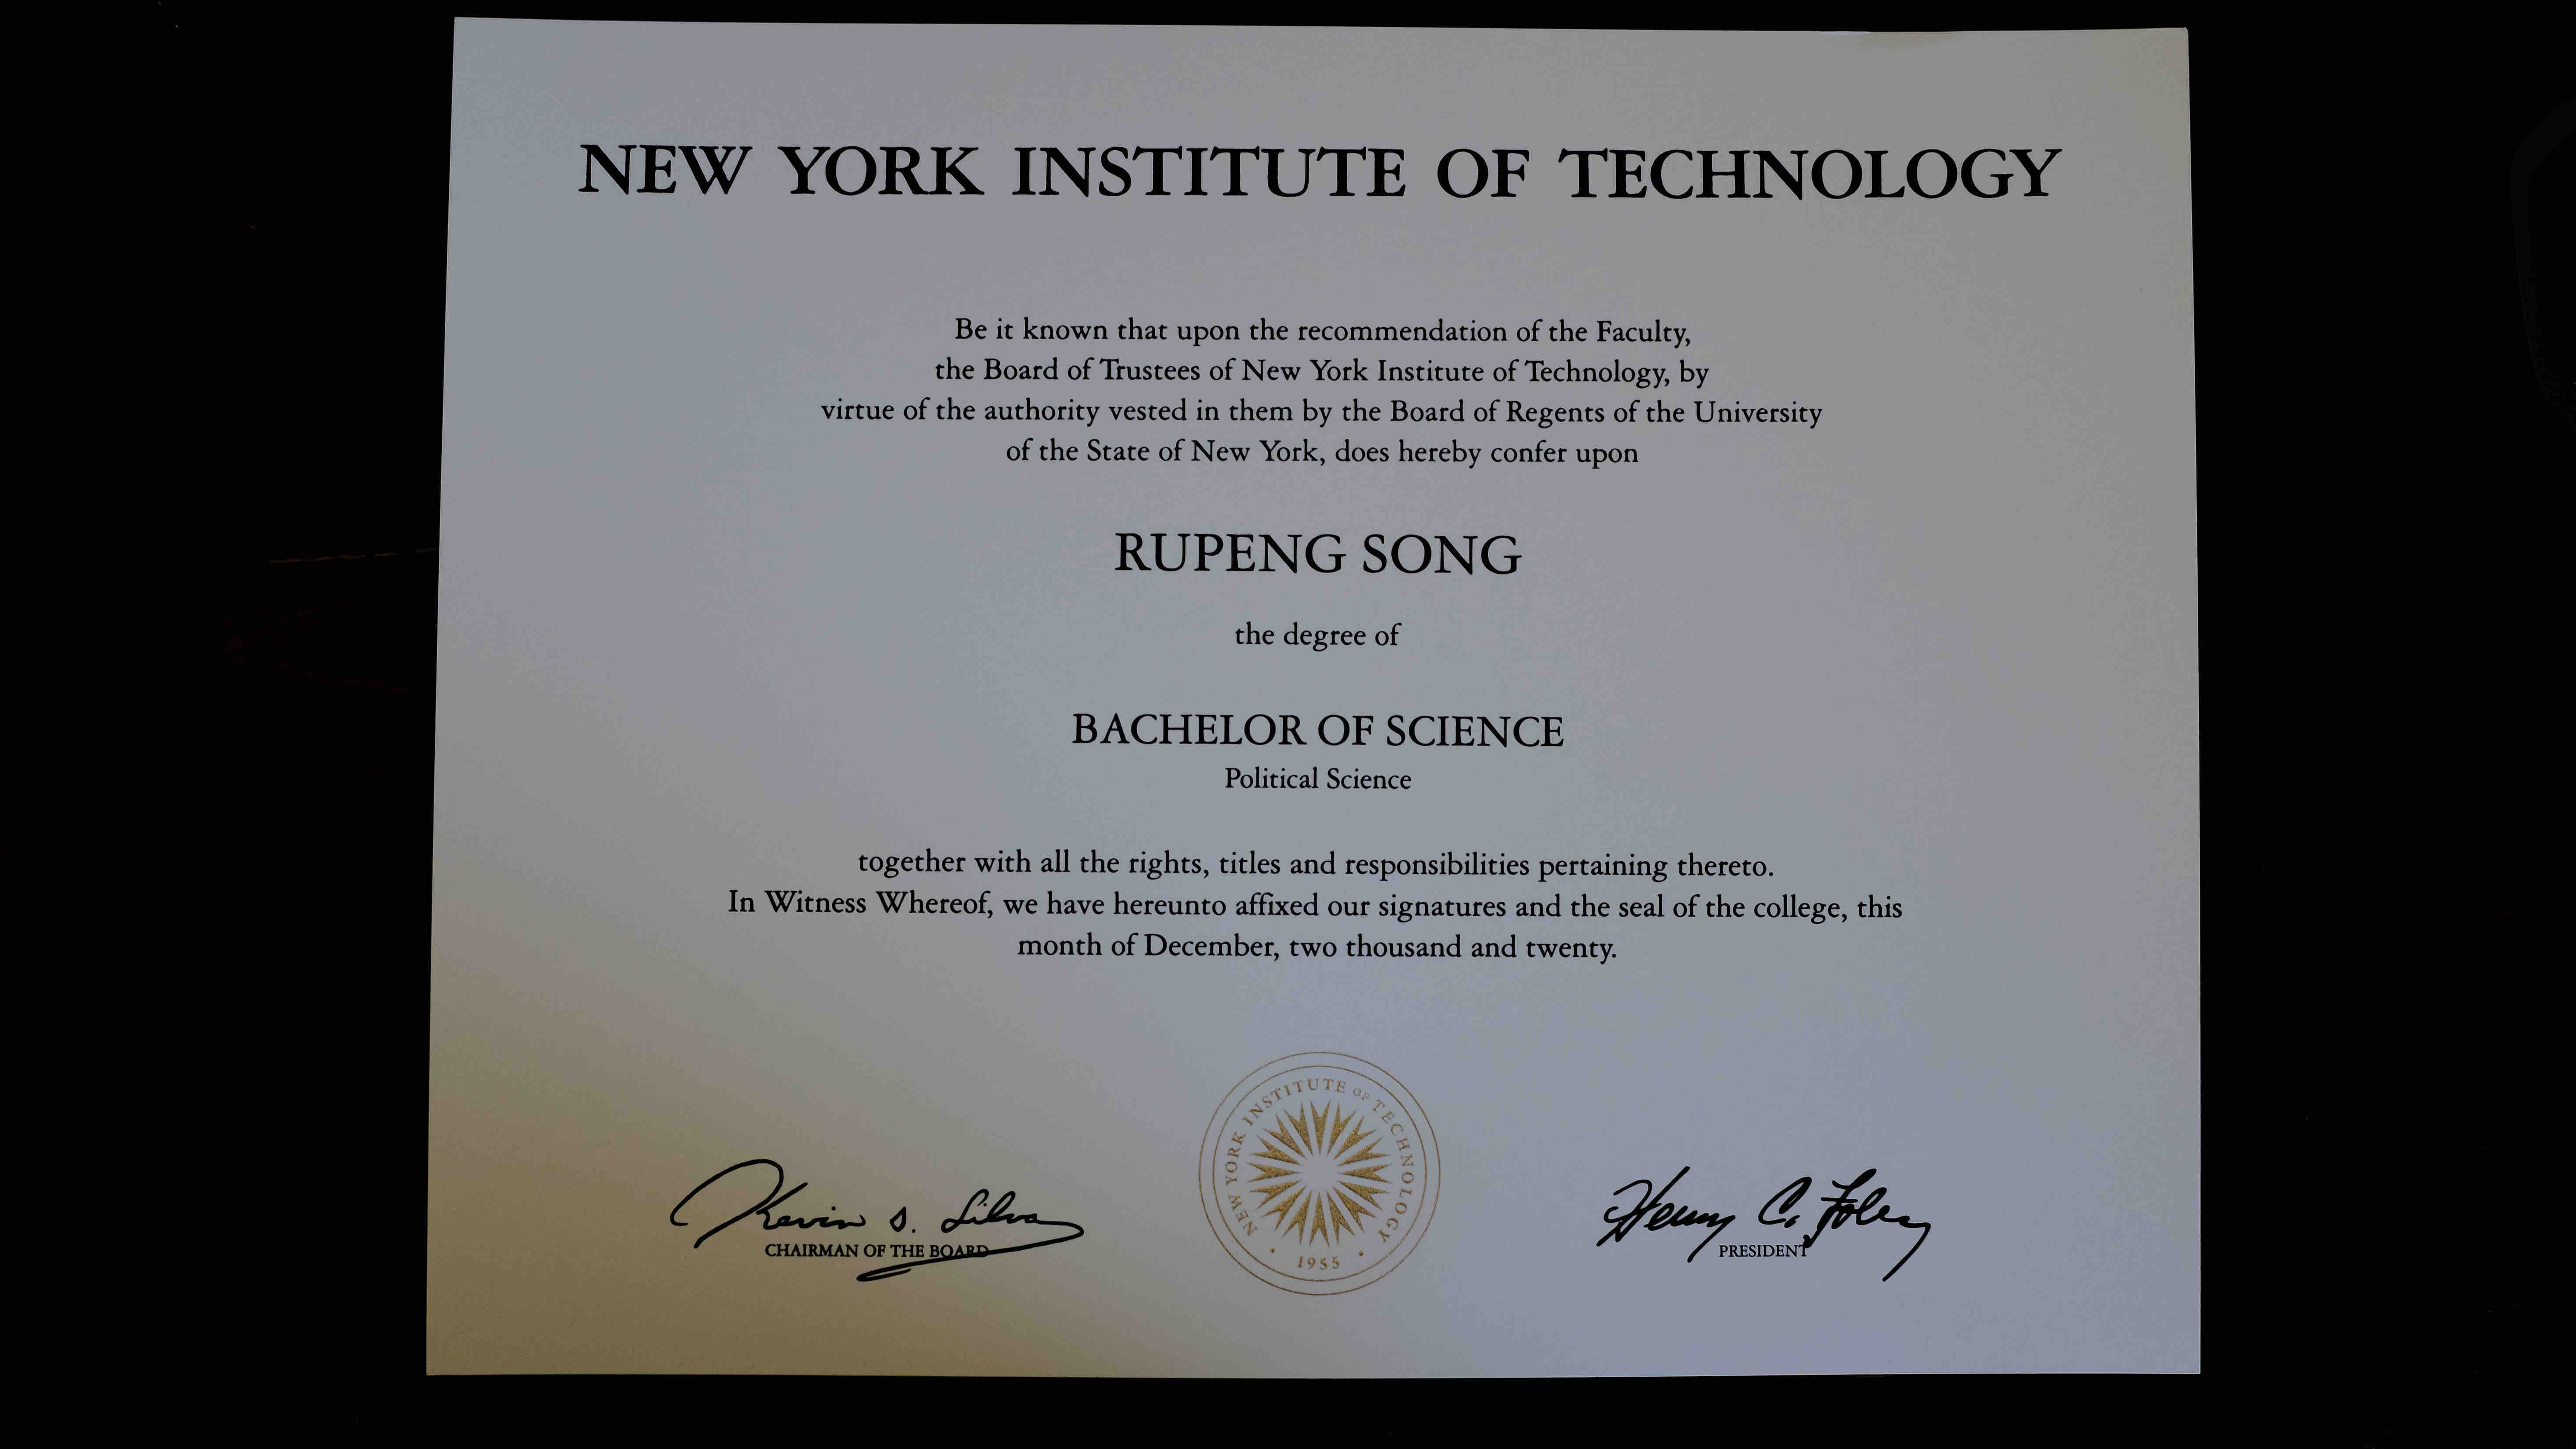 NEW YORK INSTITUTE OF TECHNOLOGY
Be it known that upon the recommendation of the Faculty,
the Board of Trustees of New York Institute of Technology, by
virtue of the authority vested in them by the Board of Regents of the University
of the State of New York, does hereby confer upon
RUPENG SONG
the degree of
BACHELOR OF SCIENCE
Political Science
together with all the rights, titles and responsibilities pertaining thereto.
In Witness Whereof, we have hereunto affixed our signatures and the seal of the college, this
month of December, two thousand and twenty.
NEW YORK INSTITUTE OF TECHNOLOGY
• 1955 •
Kevin D. Silva
CHAIRMAN OF THE BOARD
Henry C. Foley
PRESIDENT